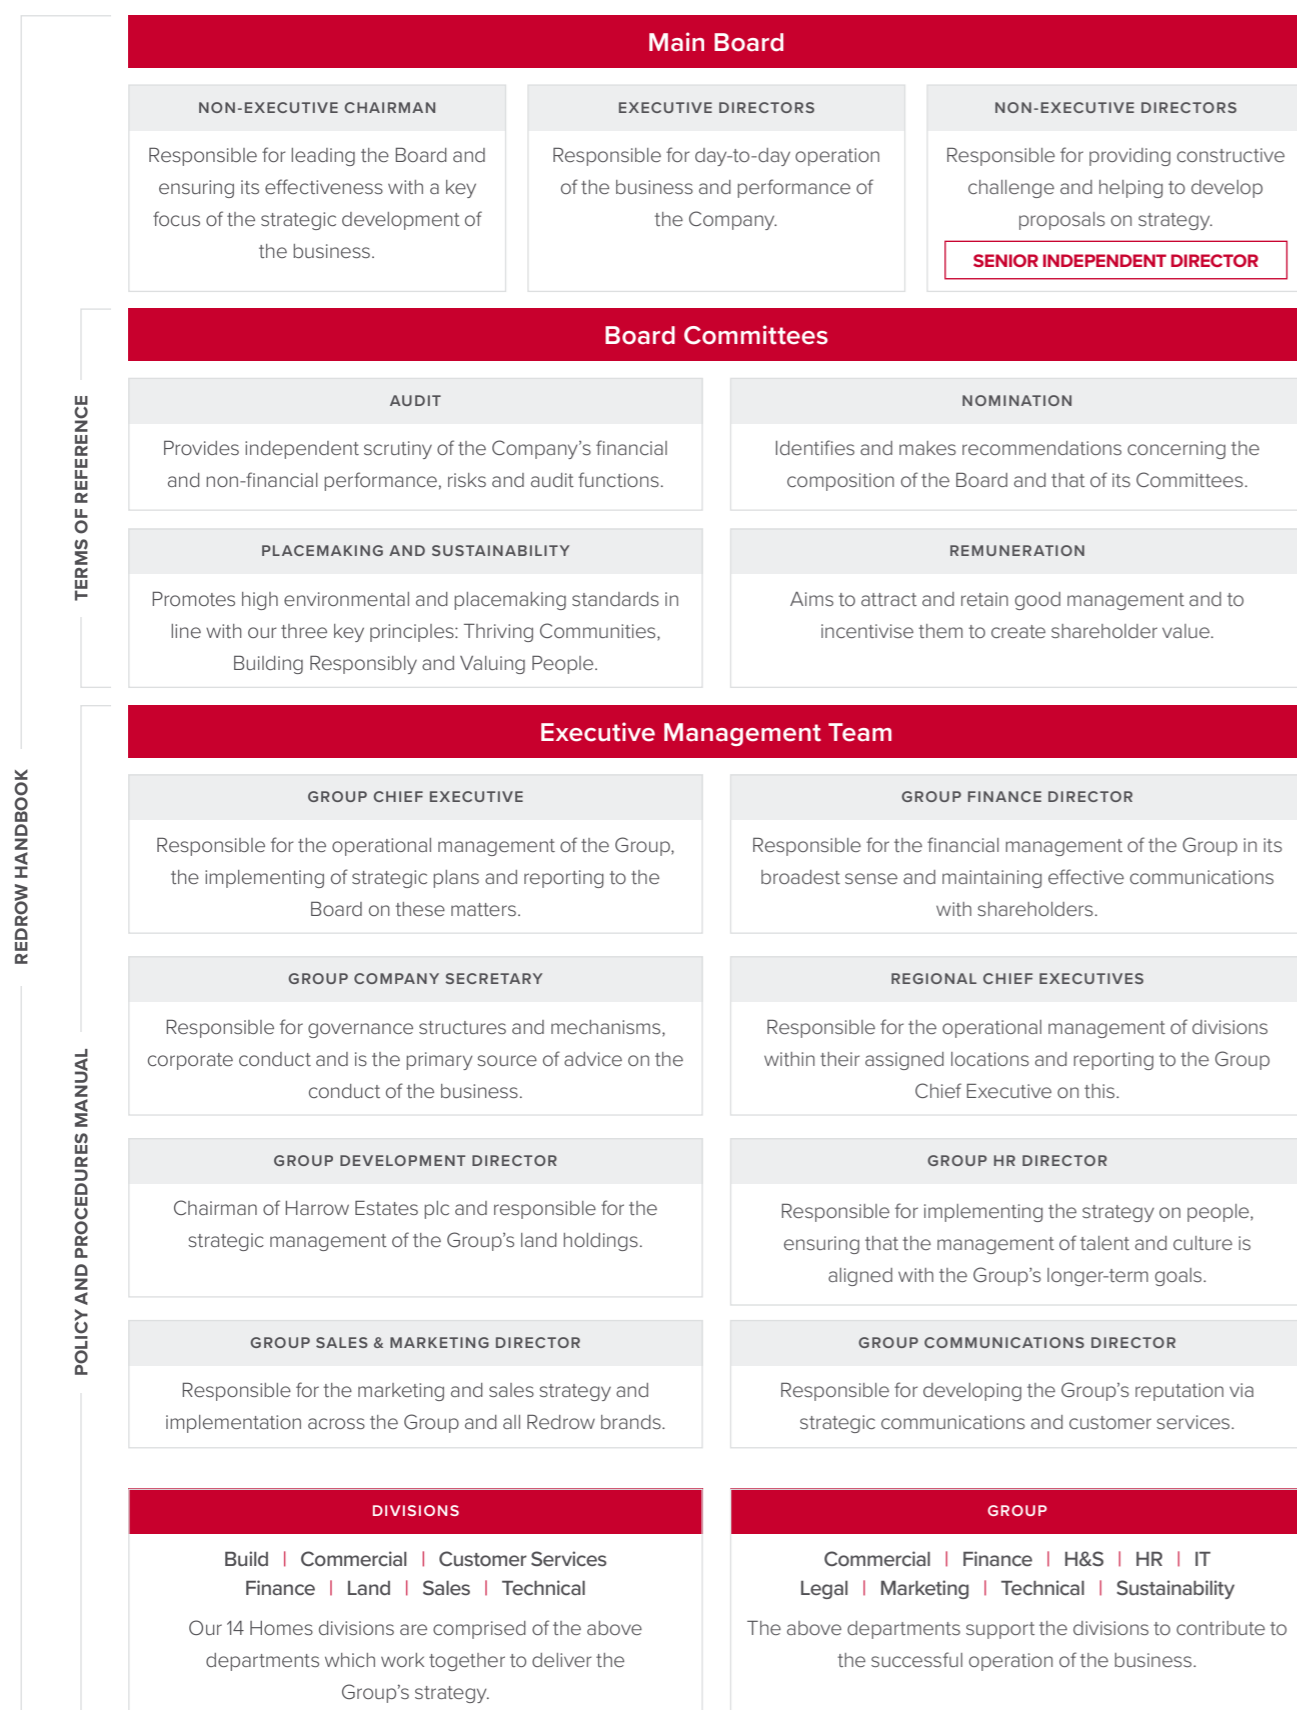 Main Board
NON-EXECUTIVE CHAIRMAN
Responsible for leading the Board and
ensuring its effectiveness with a key
focus of the strategic development of
the business.
EXECUTIVE DIRECTORS
Responsible for day-to-day operation
of the business and performance of
the Company.
NON-EXECUTIVE DIRECTORS
Responsible for providing constructive
challenge and helping to develop
proposals on strategy.
SENIOR INDEPENDENT DIRECTOR
Board Committees
AUDIT
Provides independent scrutiny of the Company's financial
and non-financial performance, risks and audit functions.
NOMINATION
Identifies and makes recommendations concerning the
composition of the Board and that of its Committees.
PLACEMAKING AND SUSTAINABILITY
Promotes high environmental and placemaking standards in
line with our three key principles: Thriving Communities,
Building Responsibly and Valuing People.
REMUNERATION
Aims to attract and retain good management and to
incentivise them to create shareholder value.
TERMS OF REFERENCE
Executive Management Team
GROUP CHIEF EXECUTIVE
Responsible for the operational management of the Group,
the implementing of strategic plans and reporting to the
Board on these matters.
GROUP FINANCE DIRECTOR
Responsible for the financial management of the Group in its
broadest sense and maintaining effective communications
with shareholders.
GROUP COMPANY SECRETARY
Responsible for governance structures and mechanisms,
corporate conduct and is the primary source of advice on the
conduct of the business.
REGIONAL CHIEF EXECUTIVES
Responsible for the operational management of divisions
within their assigned locations and reporting to the Group
Chief Executive on this.
GROUP DEVELOPMENT DIRECTOR
Chairman of Harrow Estates plc and responsible for the
strategic management of the Group's land holdings.
GROUP HR DIRECTOR
Responsible for implementing the strategy on people,
ensuring that the management of talent and culture is
aligned with the Group's longer-term goals.
GROUP SALES & MARKETING DIRECTOR
Responsible for the marketing and sales strategy and
implementation across the Group and all Redrow brands.
GROUP COMMUNICATIONS DIRECTOR
Responsible for developing the Group's reputation via
strategic communications and customer services.
DIVISIONS
Build | Commercial | Customer Services
Finance | Land | Sales | Technical
Our 14 Homes divisions are comprised of the above
departments which work together to deliver the
Group's strategy.
GROUP
Commercial | Finance | H&S | HR | IT
Legal | Marketing | Technical | Sustainability
The above departments support the divisions to contribute to
the successful operation of the business.
REDROW HANDBOOK
POLICY AND PROCEDURES MANUAL